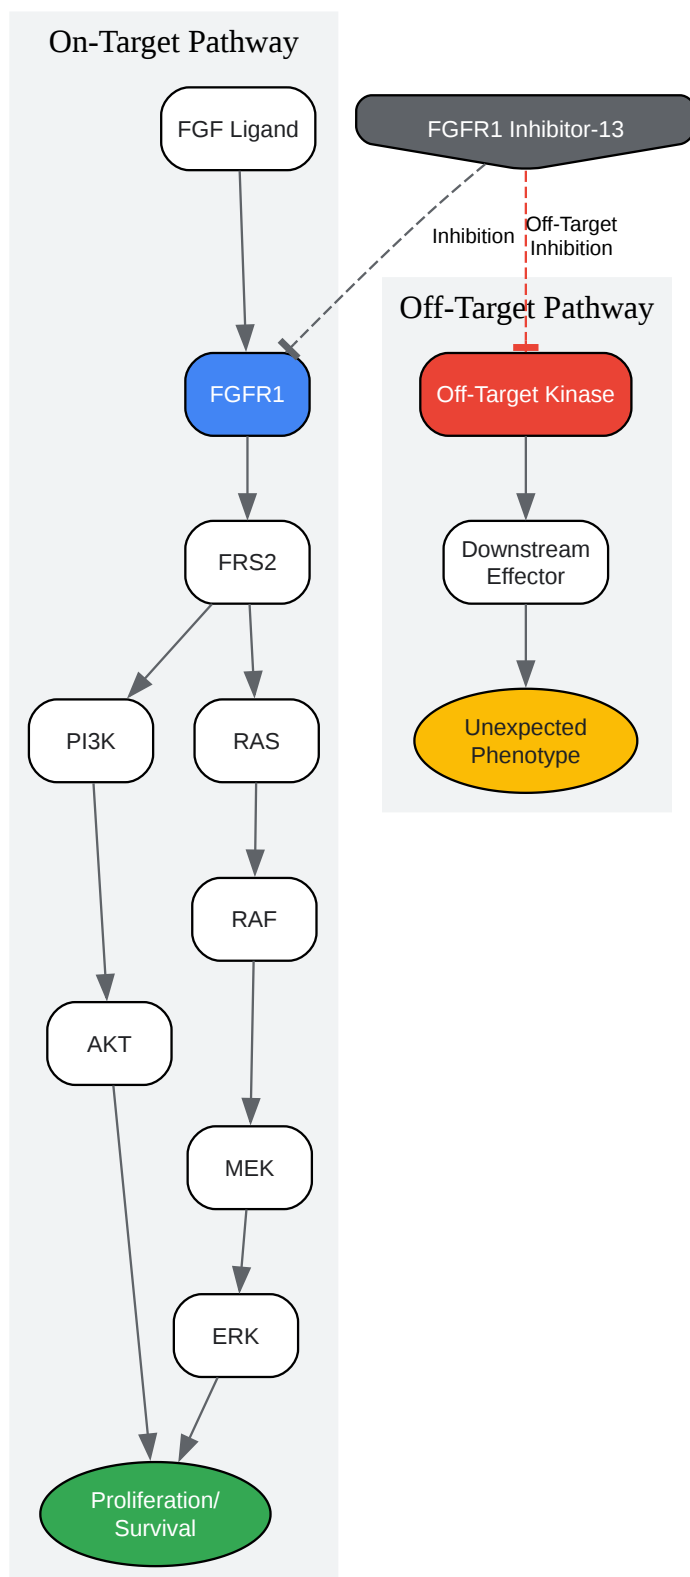 On-Target Pathway
FGF Ligand
FGFR1 Inhibitor-13
Inhibition
Off-Target
Inhibition
Off-Target Pathway
FGFR1
Off-Target Kinase
FRS2
Downstream
Effector
PI3K
RAS
Unexpected
Phenotype
RAF
AKT
MEK
ERK
Proliferation/
Survival